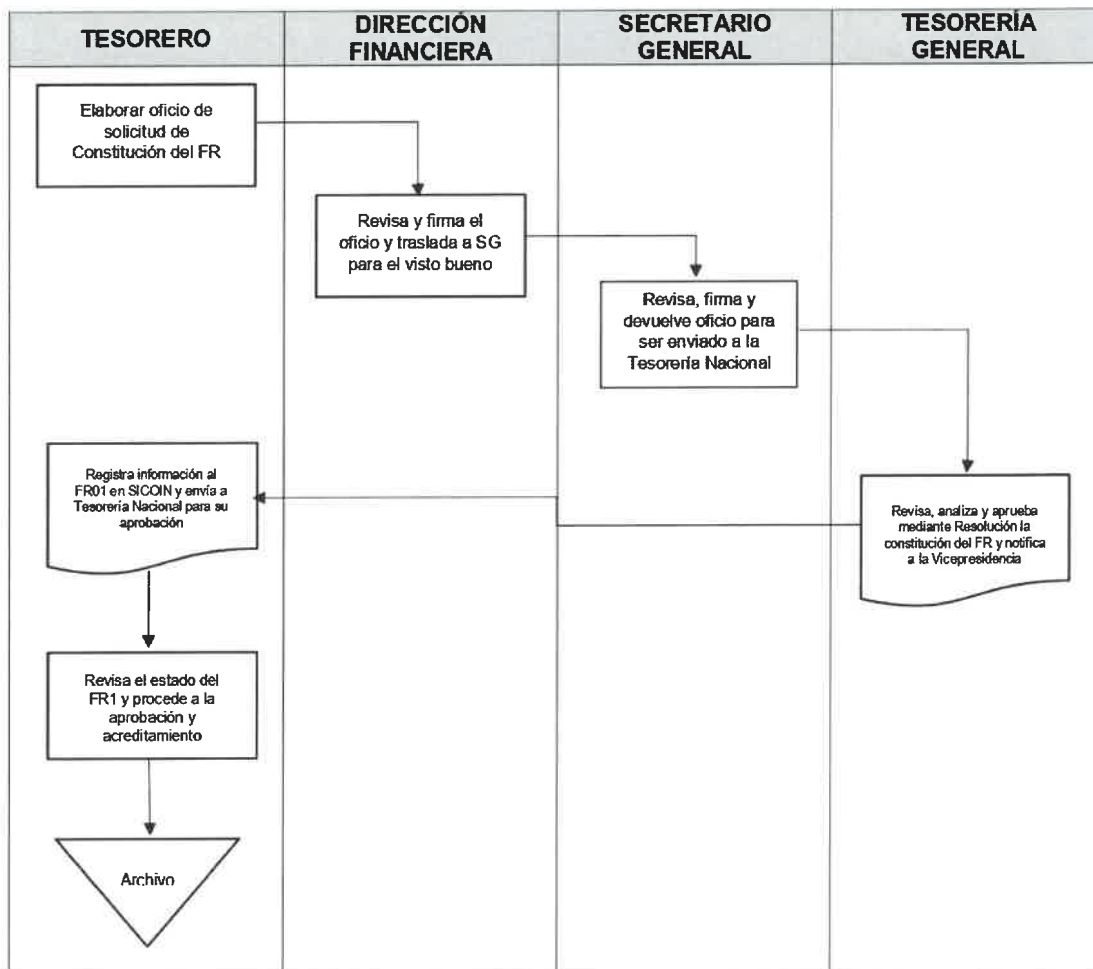 TESORERO
DIRECCIÓN
FINANCIERA
SECRETARIO
GENERAL
TESORERÍA
GENERAL
Elaborar oficio de
solicitud de
Constitución del FR
Revisa y firma el
oficio y traslada a SG
para el visto bueno
Revisa, firma y
devuelve oficio para
ser enviado a la
Tesorería Nacional
Revisa, analiza y aprueba
mediante Resolución la
constitución del FR y notifica
a la Vicepresidencia
Registra información al
FR01 en SICOIN y envía a
Tesorería Nacional para su
aprobación
Revisa el estado del
FR1 y procede a la
aprobación y
acreditamiento
Archivo